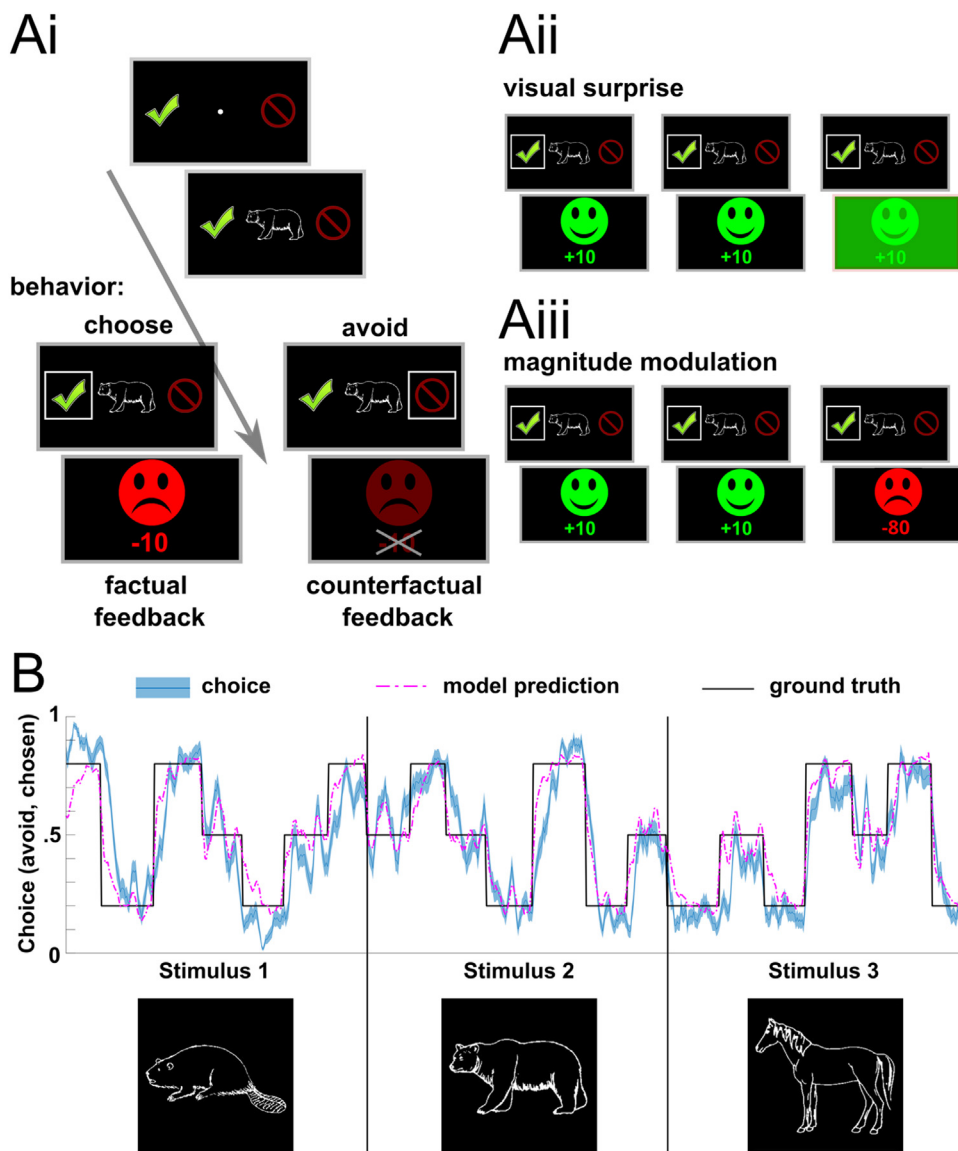 Ai
behavior:
choose
avoid
-10
-10
factual
feedback
counterfactual
feedback
Aii
visual surprise
+10
+10
+10
Aiii
magnitude modulation
+10
+10
-80
B
choice
model prediction
ground truth
Choice (avoid, chosen)
1
.5
0
Stimulus 1
Stimulus 2
Stimulus 3